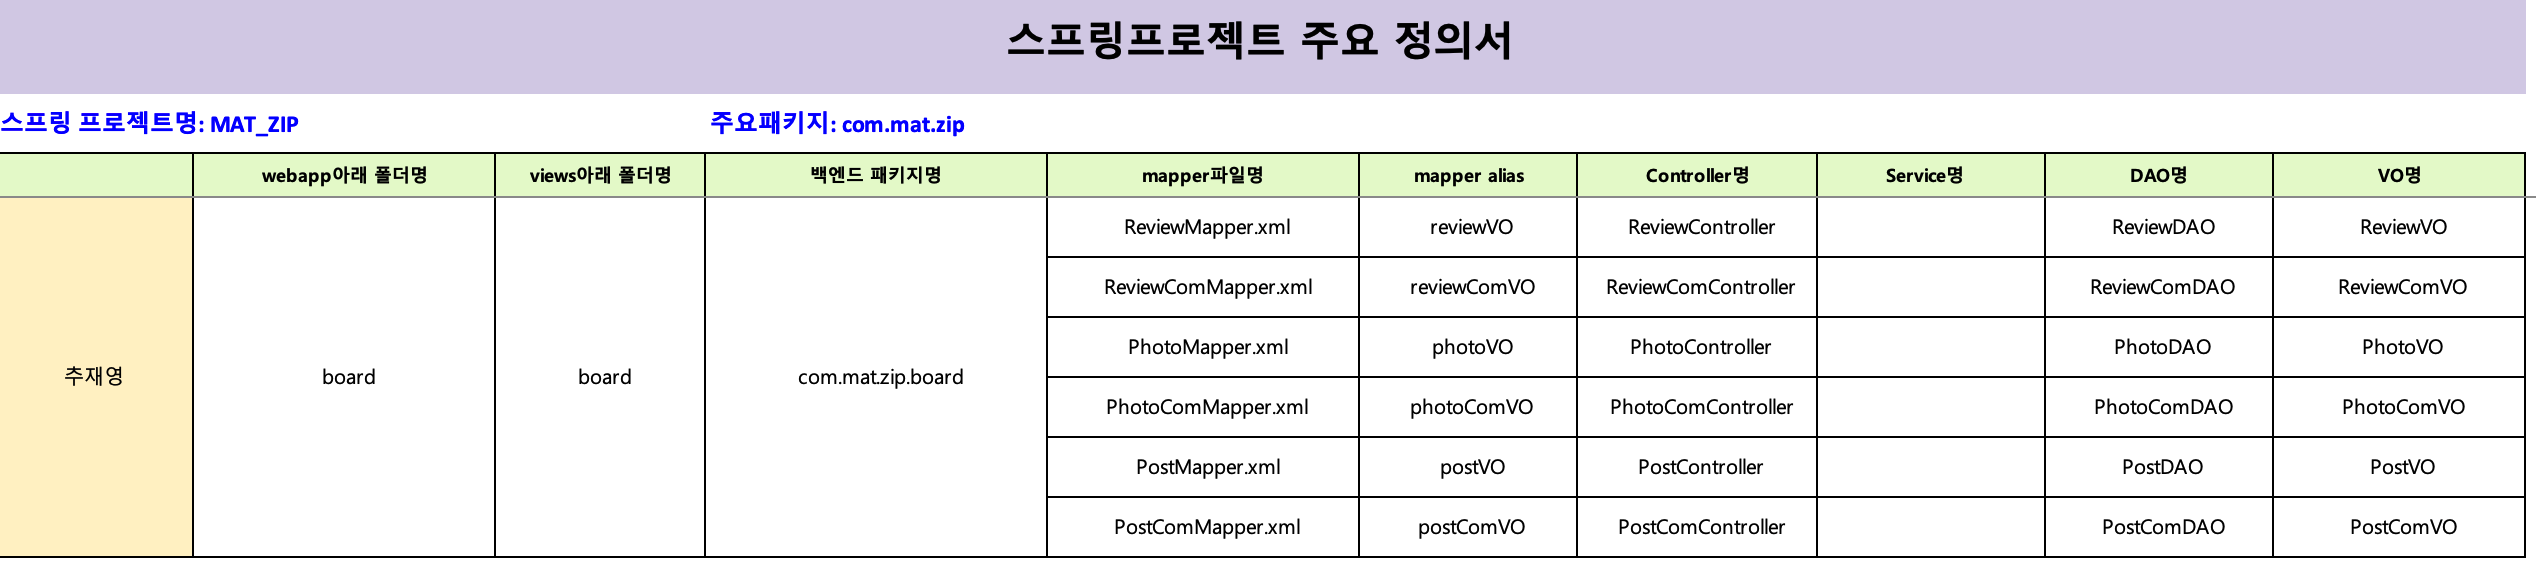 스프링프로젝트 주요 정의서
스프링 프로젝트명: MAT_ZIP 주요패키지: com.mat.zip
webapp아래 폴더명 views아래 폴더명 백엔드 패키지명 mapper파일명 mapper alias Controller명 Service명 DAO명 VO명
추재영 board board com.mat.zip.board
ReviewMapper.xml reviewVO ReviewController ReviewDAO ReviewVO
ReviewComMapper.xml reviewComVO ReviewComController ReviewComDAO ReviewComVO
PhotoMapper.xml photoVO PhotoController PhotoDAO PhotoVO
PhotoComMapper.xml photoComVO PhotoComController PhotoComDAO PhotoComVO
PostMapper.xml postVO PostController PostDAO PostVO
PostComMapper.xml postComVO PostComController PostComDAO PostComVO